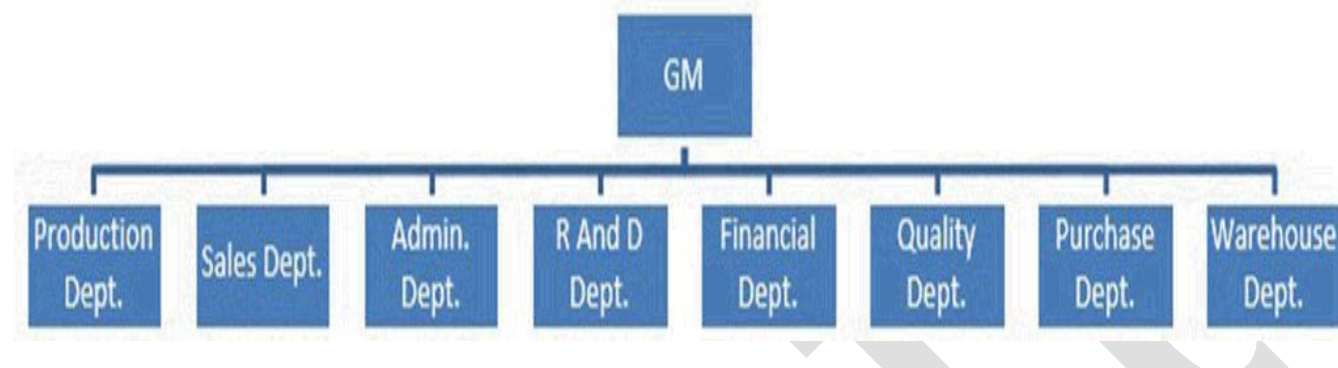 GM
Production
Dept.
Sales Dept.
Admin.
Dept.
R And D
Dept.
Financial
Dept.
Quality
Dept.
Purchase
Dept.
Warehouse
Dept.